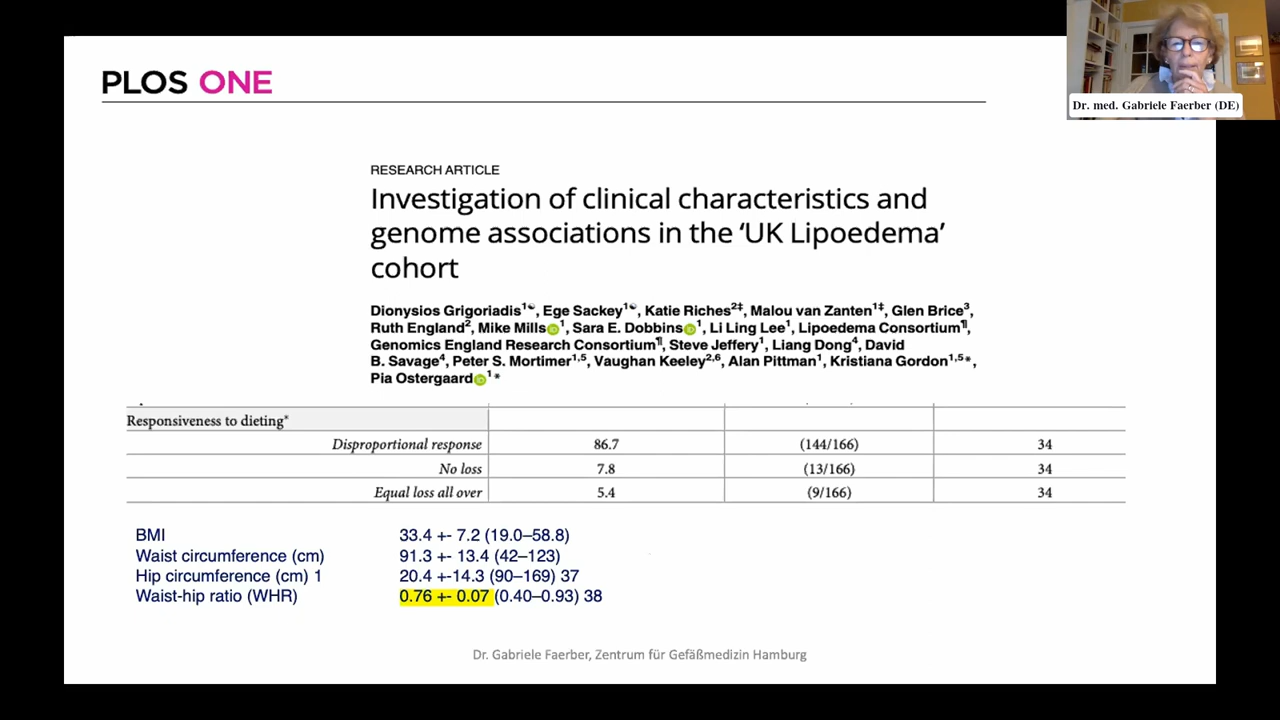 Dr. med. Gabriele Faerber (DE)
PLOS ONE
RESEARCH ARTICLE
Investigation of clinical characteristics and
genome associations in the ‘UK Lipoedema’
cohort
Dionysios Grigoriadis1☯, Ege Sackey1☯, Katie Riches2‡, Malou van Zanten1‡, Glen Brice3,
Ruth England2, Mike Mills1, Sara E. Dobbins1, Li Ling Lee1, Lipoedema Consortium¶,
Genomics England Research Consortium¶, Steve Jeffery1, Liang Dong4, David
B. Savage4, Peter S. Mortimer1,5, Vaughan Keeley2,6, Alan Pittman1, Kristiana Gordon1,5*,
Pia Ostergaard1*
Responsiveness to dieting*
Disproportional response 86.7 (144/166) 34
No loss 7.8 (13/166) 34
Equal loss all over 5.4 (9/166) 34
BMI 33.4 +- 7.2 (19.0–58.8)
Waist circumference (cm) 91.3 +- 13.4 (42–123)
Hip circumference (cm) 1 20.4 +-14.3 (90–169) 37
Waist-hip ratio (WHR) 0.76 +- 0.07 (0.40–0.93) 38
Dr. Gabriele Faerber, Zentrum für Gefäßmedizin Hamburg